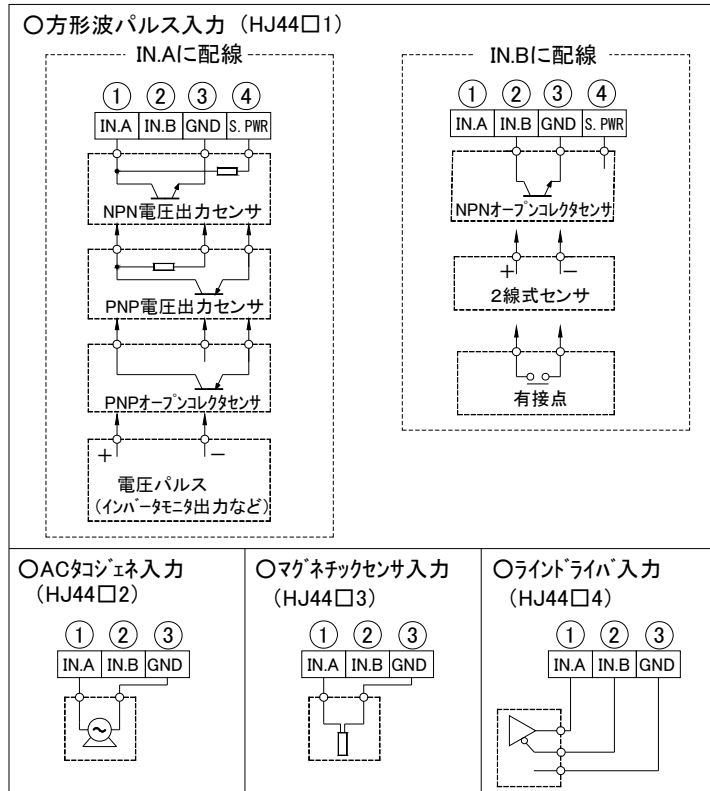 ○方形波パルス入力 (HJ44□1)
IN.Aに配線
① ② ③ ④
IN.A IN.B GND S. PWR
NPN電圧出力センサ
PNP電圧出力センサ
PNPオープンコレクタセンサ
+ −
電圧パルス
(インバータモニタ出力など)
IN.Bに配線
① ② ③ ④
IN.A IN.B GND S. PWR
NPNオープンコレクタセンサ
+ −
2線式センサ
有接点
○ACタコジェネ入力
(HJ44□2)
① ② ③
IN.A IN.B GND
○マグネチックセンサ入力
(HJ44□3)
① ② ③
IN.A IN.B GND
○ラインドライバ入力
(HJ44□4)
① ② ③
IN.A IN.B GND